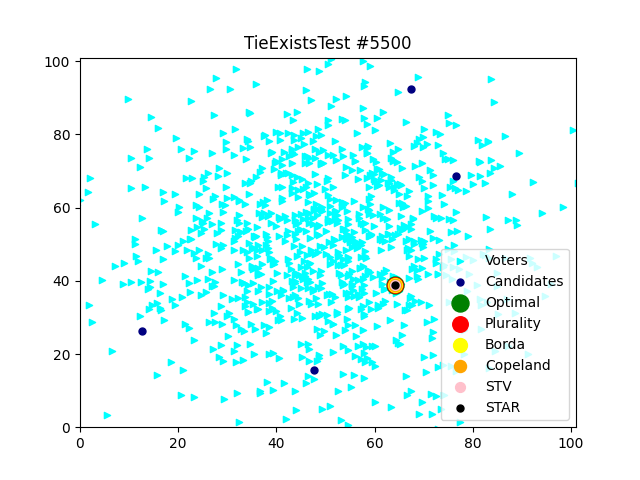 TieExistsTest #5500
100
80
60
40
20
0
0
20
40
60
80
100
Voters
Candidates
Optimal
Plurality
Borda
Copeland
STV
STAR